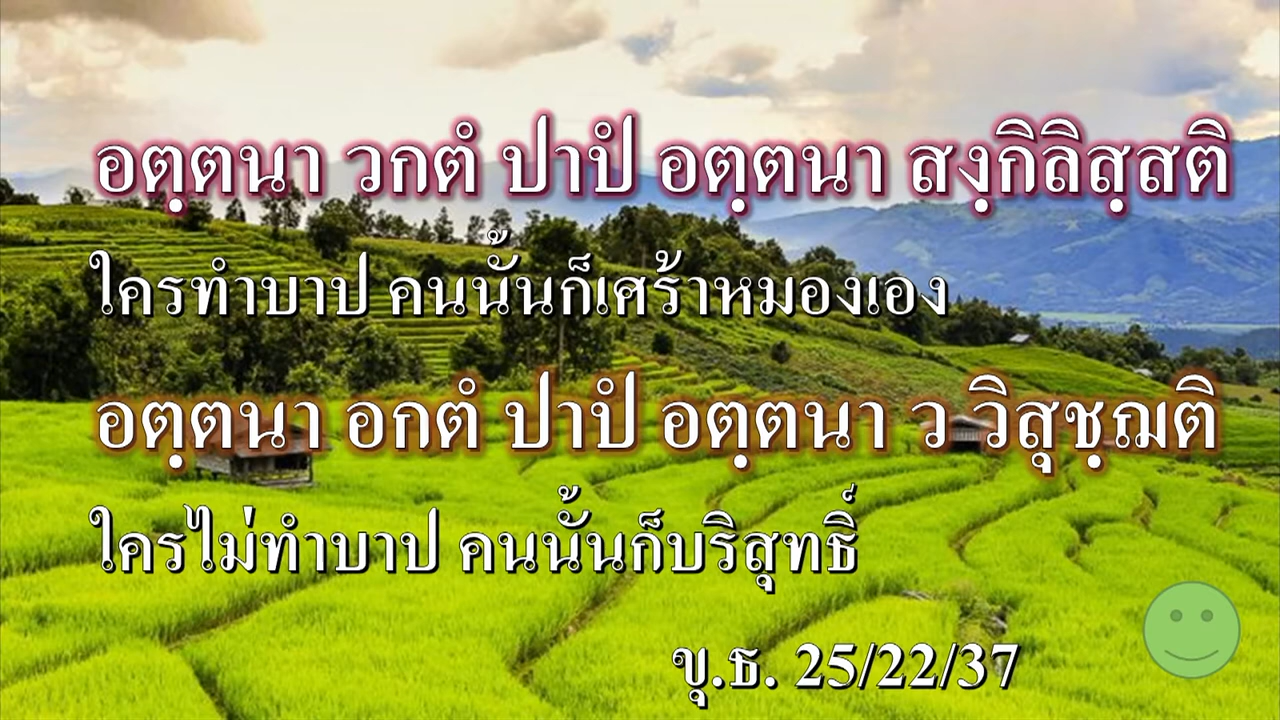 อตฺตนา วกตํ ปาปํ อตฺตนา สงฺกิลิสฺสติ
ใครทำบาป คนนั้นก็เศร้าหมองเอง
อตฺตนา อกตํ ปาปํ อตฺตนา ว วิสุชฺฌติ
ใครไม่ทำบาป คนนั้นก็บริสุทธิ์
ขุ.ธ. 25/22/37